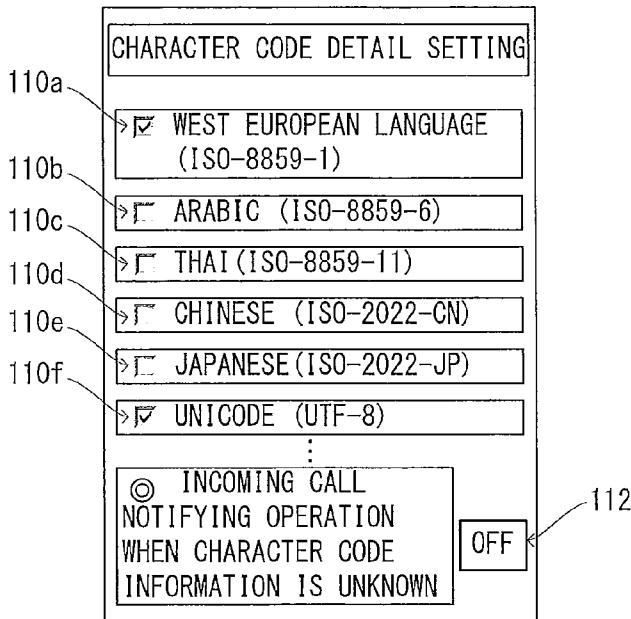 CHARACTER CODE DETAIL SETTING
110a
WEST EUROPEAN LANGUAGE
(ISO-8859-1)
110b
ARABIC (ISO-8859-6)
110c
THAI(ISO-8859-11)
110d
CHINESE (ISO-2022-CN)
110e
JAPANESE(ISO-2022-JP)
110f
UNICODE (UTF-8)
◎ INCOMING CALL
NOTIFYING OPERATION
WHEN CHARACTER CODE
INFORMATION IS UNKNOWN
OFF
112